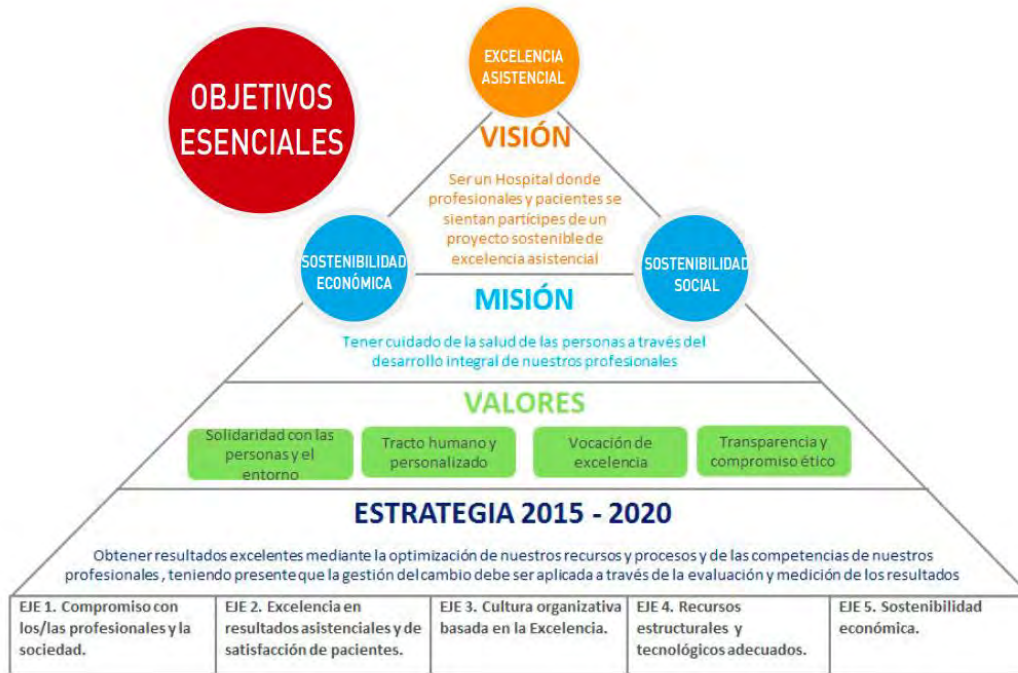 OBJETIVOS
ESENCIALES
EXCELENCIA
ASISTENCIAL
VISIÓN
Ser un Hospital donde
profesionales y pacientes se
sientan partícipes de un
proyecto sostenible de
excelencia asistencial
SOSTENIBILIDAD
ECONÓMICA
SOSTENIBILIDAD
SOCIAL
MISIÓN
Tener cuidado de la salud de las personas a través del
desarrollo integral de nuestros profesionales
VALORES
Solidaridad con las
personas y el
entorno
Tracto humano y
personalizado
Vocación de
excelencia
Transparencia y
compromiso ético
ESTRATEGIA 2015 - 2020
Obtener resultados excelentes mediante la optimización de nuestros recursos y procesos y de las competencias de nuestros
profesionales , teniendo presente que la gestión del cambio debe ser aplicada a través de la evaluación y medición de los resultados
EJE 1. Compromiso con
los/las profesionales y la
sociedad.
EJE 2. Excelencia en
resultados asistenciales y de
satisfacción de pacientes.
EJE 3. Cultura organizativa
basada en la Excelencia.
EJE 4. Recursos
estructurales y
tecnológicos adecuados.
EJE 5. Sostenibilidad
económica.